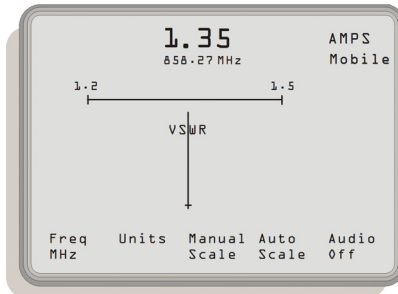 1.35
858.27 MHz
AMPS
Mobile
1.2 1.5
VSWR
Freq Units Manual Auto Audio
MHz Scale Scale Off